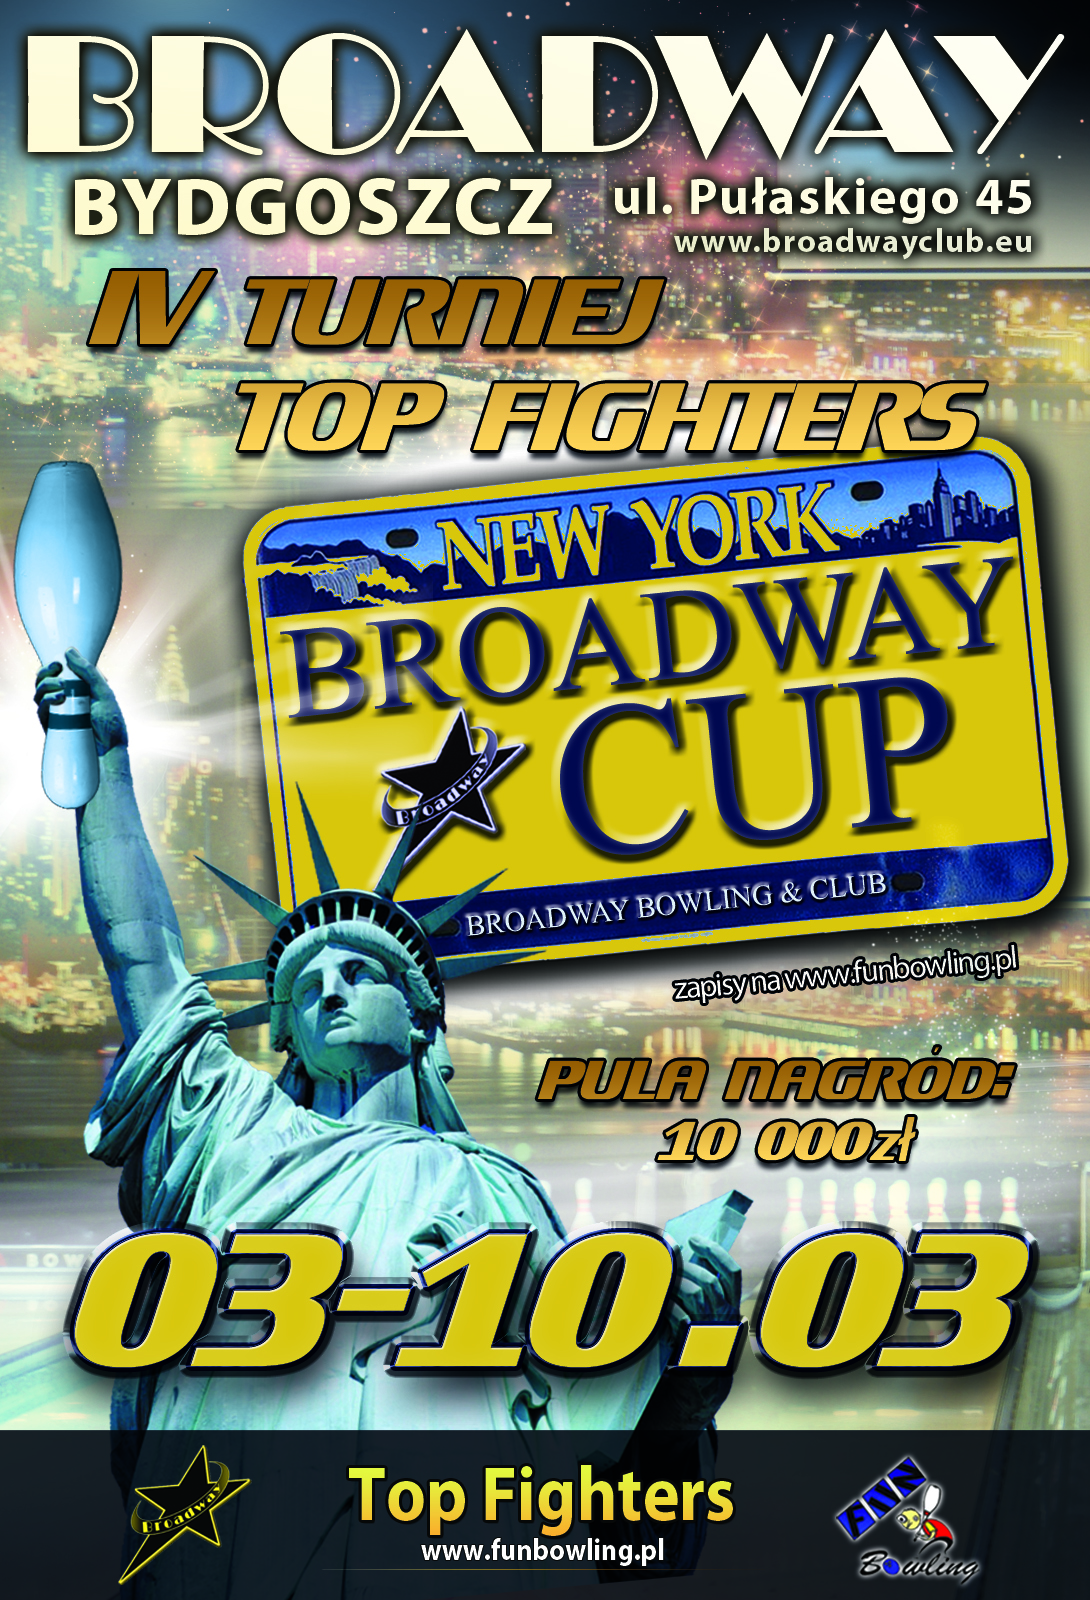 BROADWAY
BYDGOSZCZ
ul. Pułaskiego 45
www.broadwayclub.eu
IV TURNIEJ
TOP FIGHTERS
NEW YORK
BROADWAY
CUP
Broadway
BROADWAY BOWLING & CLUB
zapisy na www.funbowling.pl
PULA NAGRÓD:
10 000zł
BOW
03-10.03
Broadway
Top Fighters
www.funbowling.pl
FUN
Bowling